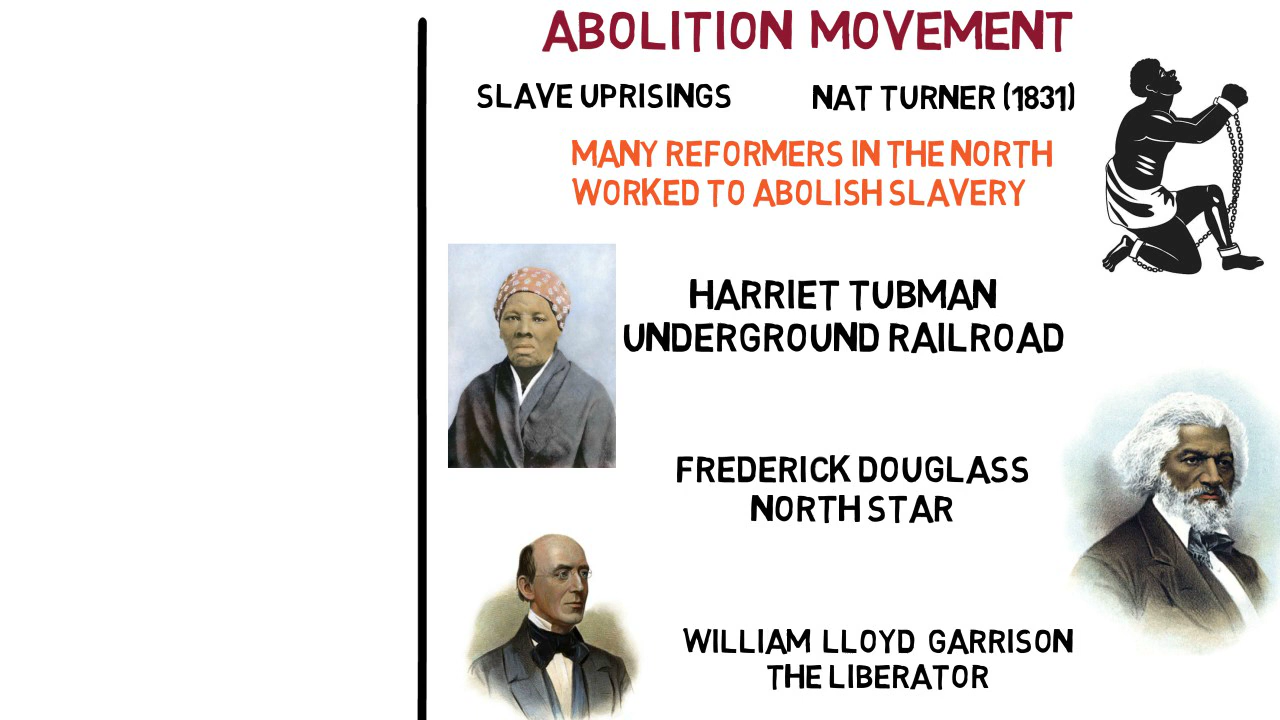 ABOLITION MOVEMENT
SLAVE UPRISINGS NAT TURNER (1831)
MANY REFORMERS IN THE NORTH
WORKED TO ABOLISH SLAVERY
HARRIET TUBMAN
UNDERGROUND RAILROAD
FREDERICK DOUGLASS
NORTH STAR
WILLIAM LLOYD GARRISON
THE LIBERATOR